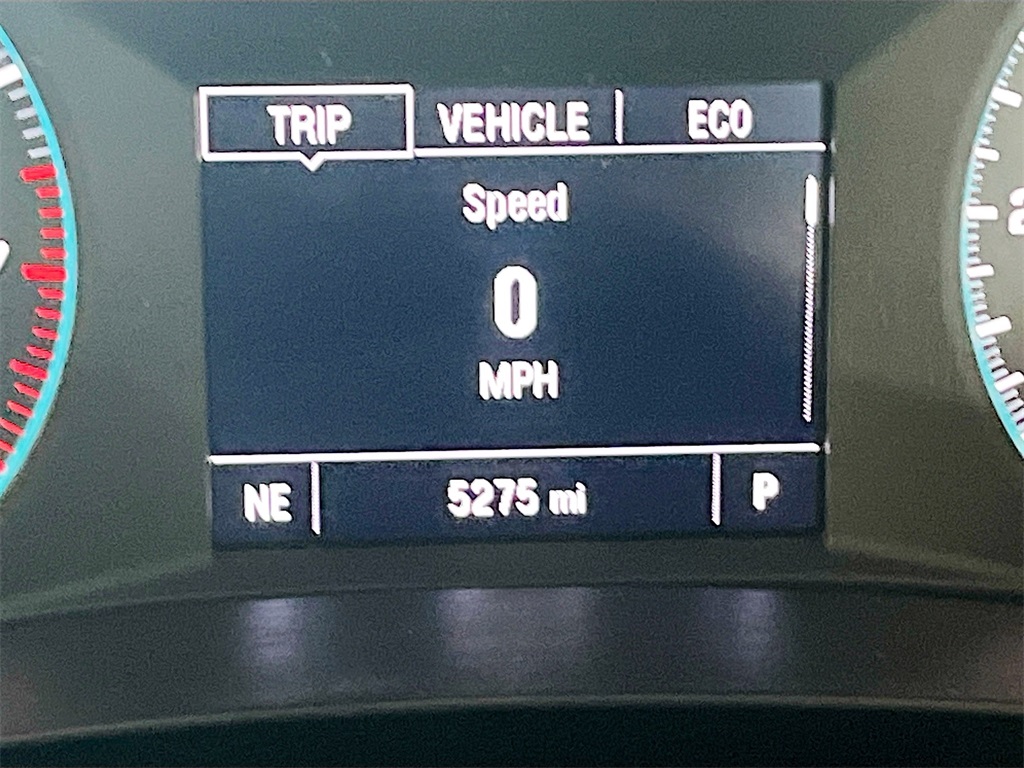 TRIP VEHICLE ECO
Speed
0
MPH
NE 5275 mi P